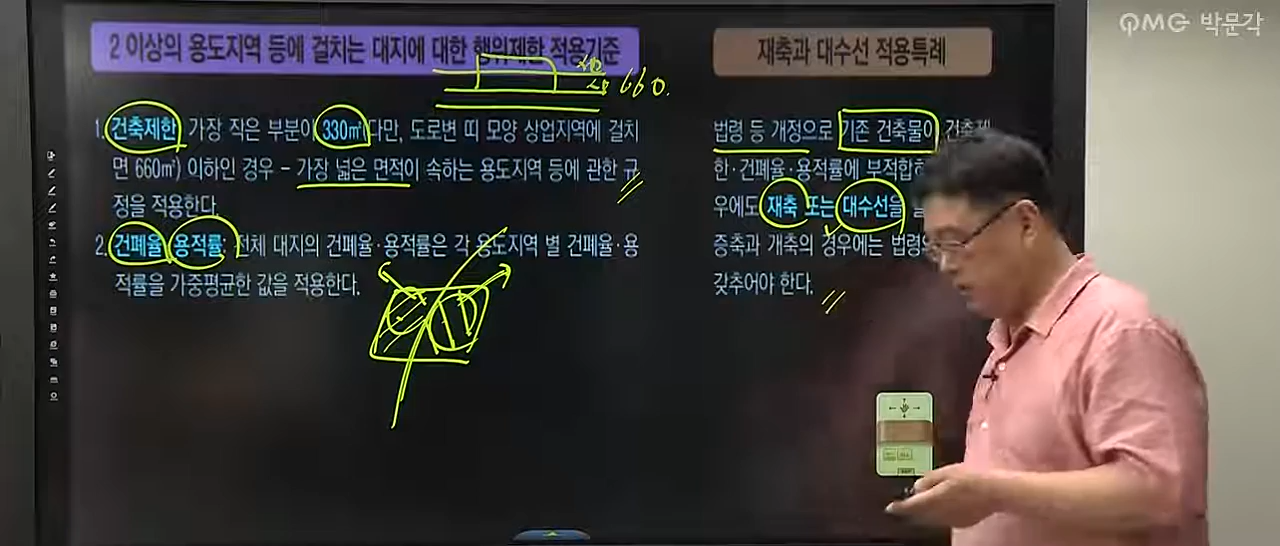 QMG 박문각
2 이상의 용도지역 등에 걸치는 대지에 대한 행위제한 적용기준
660.
1. 건축제한, 가장 작은 부분이 330㎡(다만, 도로변 띠 모양 상업지역에 걸치
면 660㎡) 이하인 경우 – 가장 넓은 면적이 속하는 용도지역 등에 관한 규
정을 적용한다.
2. 건폐율·용적률: 전체 대지의 건폐율·용적률은 각 용도지역 별 건폐율·용
적률을 가중평균한 값을 적용한다.
재축과 대수선 적용특례
법령 등 개정으로 기존 건축물이 건축제
한·건폐율·용적률에 부적합하
우에도 재축 또는 대수선을
증축과 개축의 경우에는 법령
갖추어야 한다.